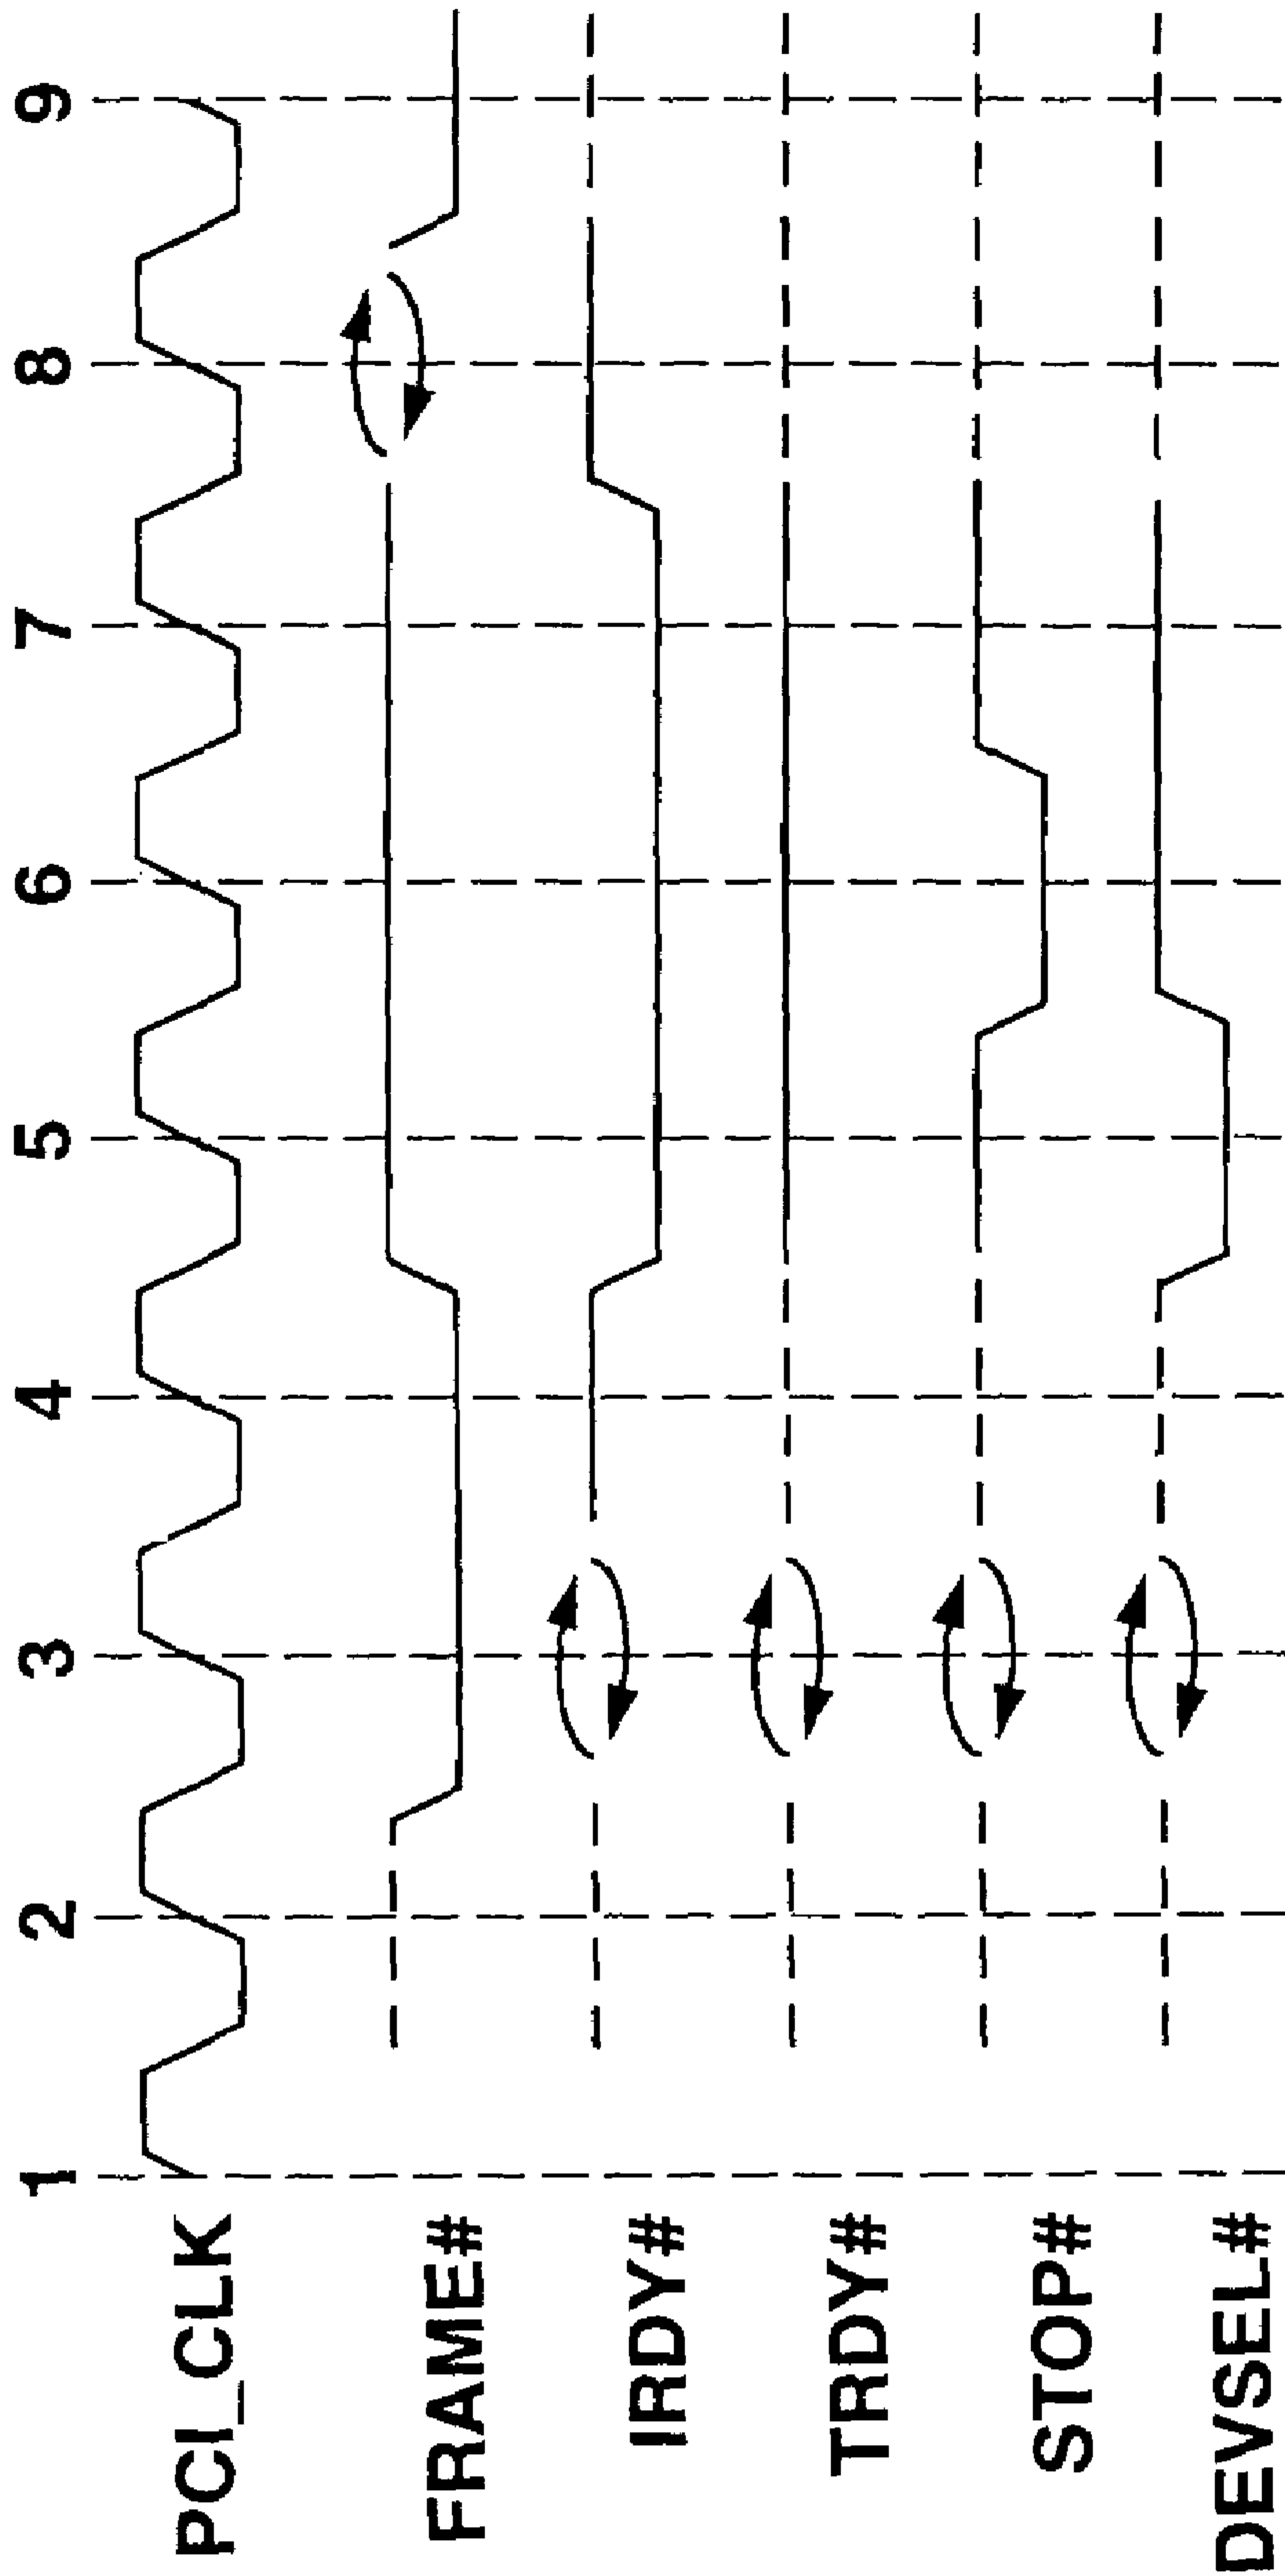 1 2 3 4 5 6 7 8 9
PCI_CLK
FRAME#
IRDY#
TRDY#
STOP#
DEVSEL#